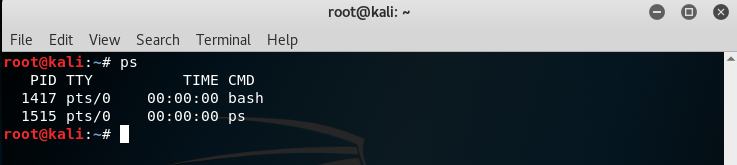 root@kali: ~
File Edit View Search Terminal Help
root@kali:~# ps
   PID TTY          TIME CMD
  1417 pts/0    00:00:00 bash
  1515 pts/0    00:00:00 ps
root@kali:~#